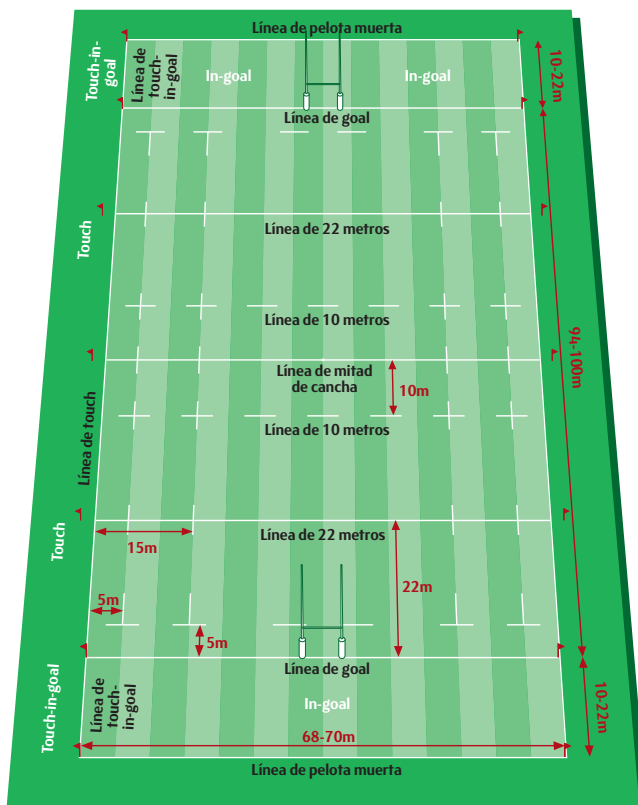 Línea de pelota muerta
Touch-in-
goal
Línea de
touch-
in-goal
In-goal
In-goal
10-22m
Línea de goal
Touch
Línea de 22 metros
Línea de 10 metros
94-100m
Línea de mitad
de cancha
10m
Línea de touch
Línea de 10 metros
Touch
Línea de 22 metros
15m
22m
5m
5m
Línea de goal
Touch-in-goal
Línea de
touch-
in-goal
In-goal
10-22m
68-70m
Línea de pelota muerta